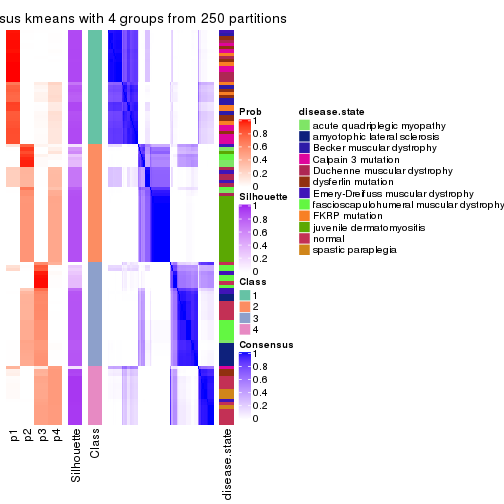 sus kmeans with 4 groups from 250 partitions
Prob
1
0.8
0.6
0.4
0.2
0
Silhouette
1
0.8
0.6
0.4
0.2
0
Class
1
2
3
4
Consensus
1
0.8
0.6
0.4
0.2
0
disease.state
acute quadriplegic myopathy
amyotophic lateral sclerosis
Becker muscular dystrophy
Calpain 3 mutation
Duchenne muscular dystrophy
dysferlin mutation
Emery-Dreifuss muscular dystrophy
fascioscapulohumeral muscular dystrophy
FKRP mutation
juvenile dermatomyositis
normal
spastic paraplegia
p1
p2
p3
p4
Silhouette
Class
disease.state